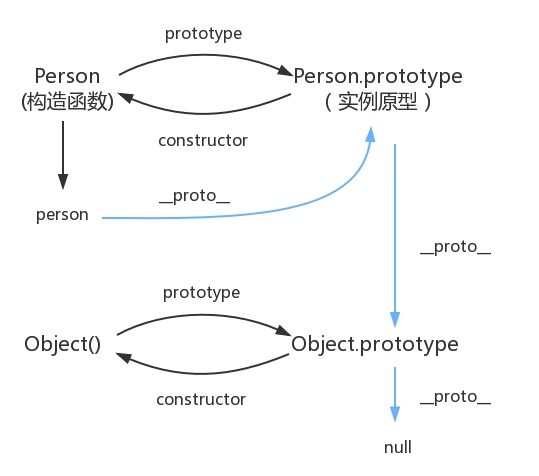 prototype
Person
(构造函数)
Person.prototype
（实例原型）
constructor
__proto__
person
__proto__
prototype
Object()
Object.prototype
constructor
__proto__
null